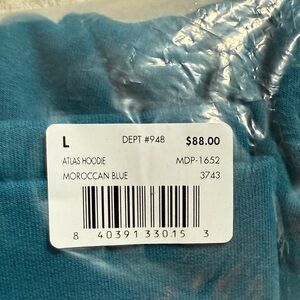 L DEPT #948 $88.00
ATLAS HOODIE MDP-1652
MOROCCAN BLUE 3743
8 40391 33015 3